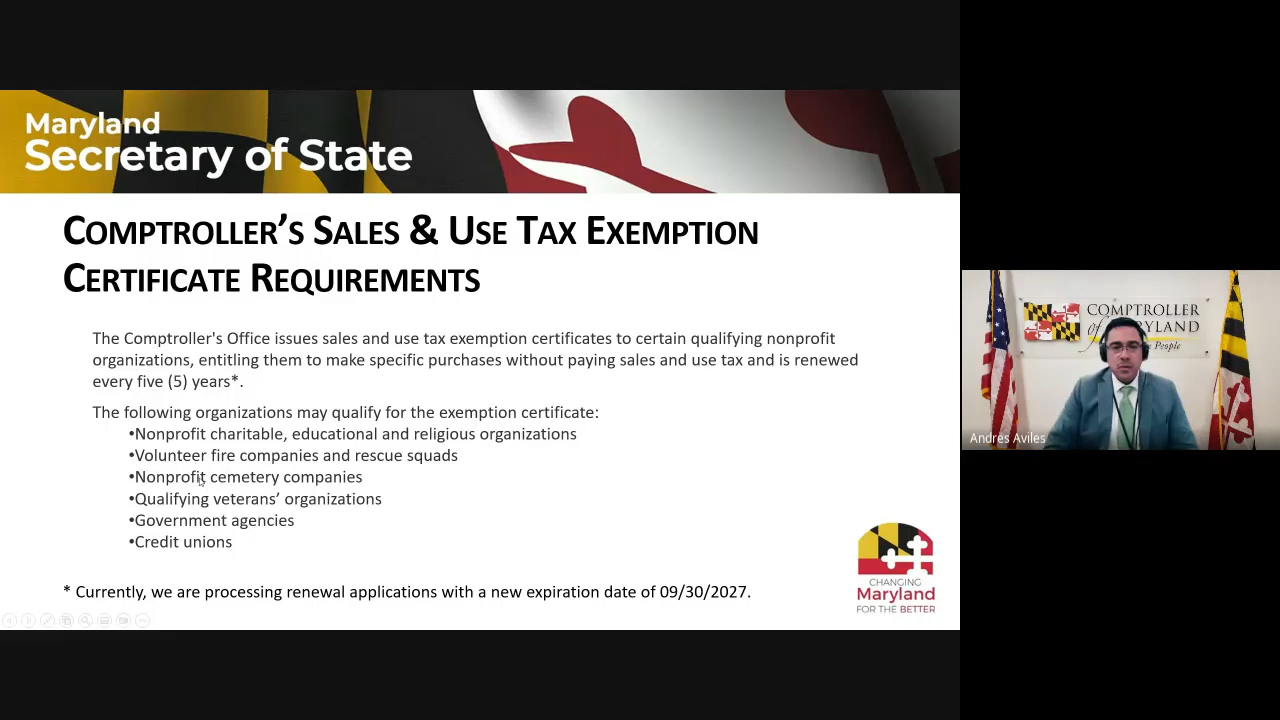 Maryland
Secretary of State
COMPTROLLER'S SALES & USE TAX EXEMPTION
CERTIFICATE REQUIREMENTS
The Comptroller's Office issues sales and use tax exemption certificates to certain qualifying nonprofit
organizations, entitling them to make specific purchases without paying sales and use tax and is renewed
every five (5) years*.
The following organizations may qualify for the exemption certificate:
•Nonprofit charitable, educational and religious organizations
•Volunteer fire companies and rescue squads
•Nonprofit cemetery companies
•Qualifying veterans' organizations
•Government agencies
•Credit unions
* Currently, we are processing renewal applications with a new expiration date of 09/30/2027.
CHANGING
Maryland
FOR THE BETTER
COMPTROLLER
of MARYLAND
People
Andres Aviles